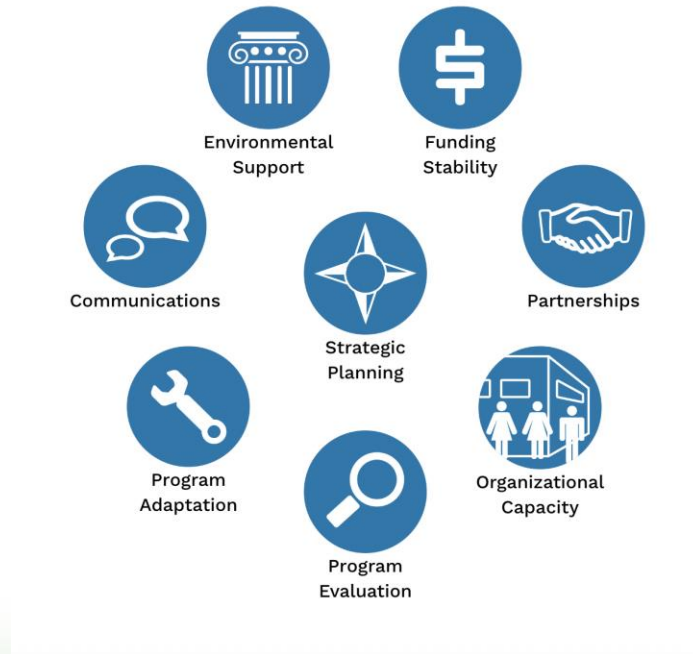 Environmental
Support
Funding
Stability
Communications
Partnerships
Strategic
Planning
Program
Adaptation
Organizational
Capacity
Program
Evaluation